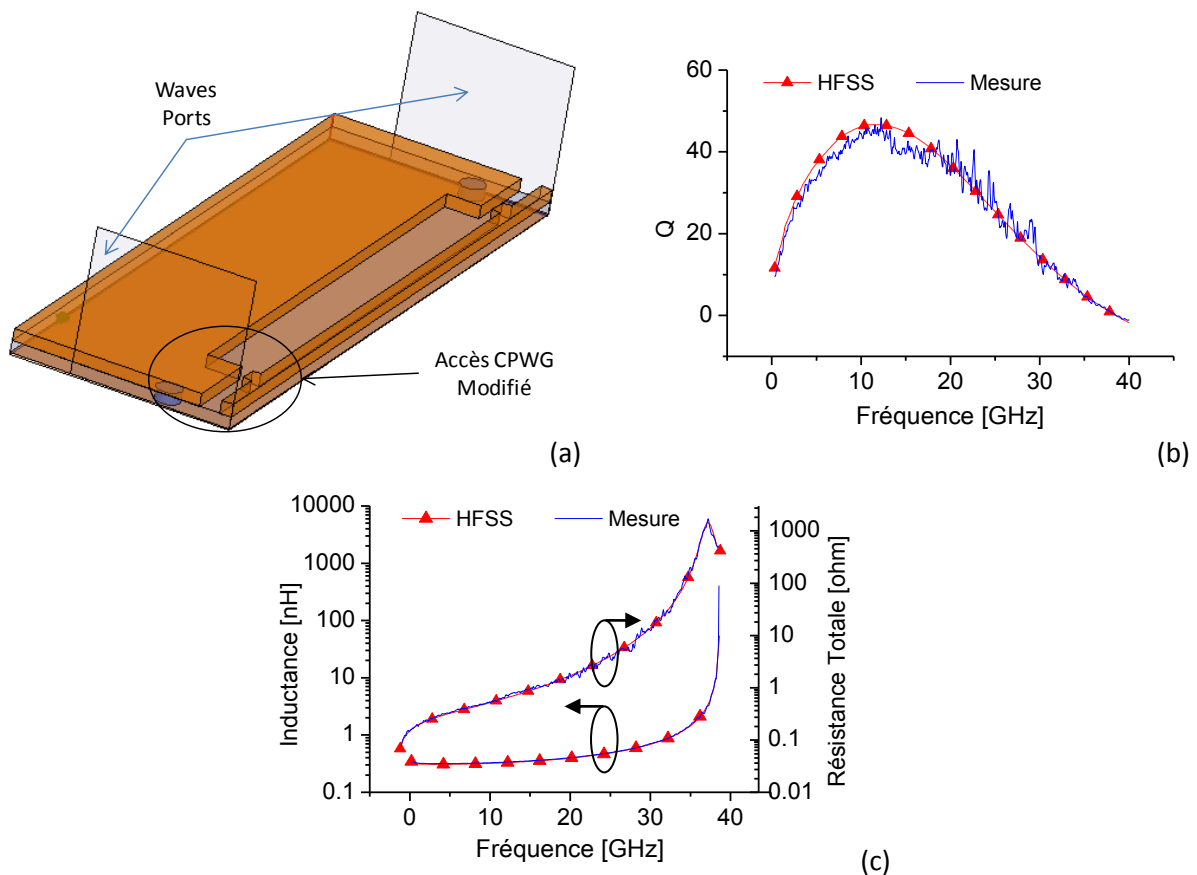 Waves
Ports
Accès CPWG
Modifié
(a)
HFSS Mesure
60
40
20
0
Q
0 10 20 30 40
Fréquence [GHz]
(b)
HFSS Mesure
10000
1000
100
10
1
0.1
Inductance [nH]
1000
100
10
1
0.1
0.01
Résistance Totale [ohm]
0 10 20 30 40
Fréquence [GHz]
(c)